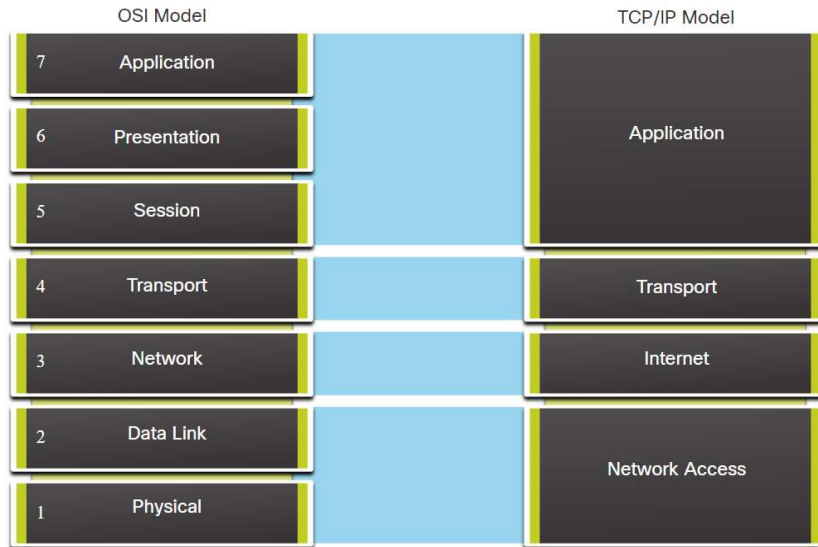 OSI Model
TCP/IP Model
7 Application
6 Presentation
5 Session
Application
4 Transport
Transport
3 Network
Internet
2 Data Link
1 Physical
Network Access